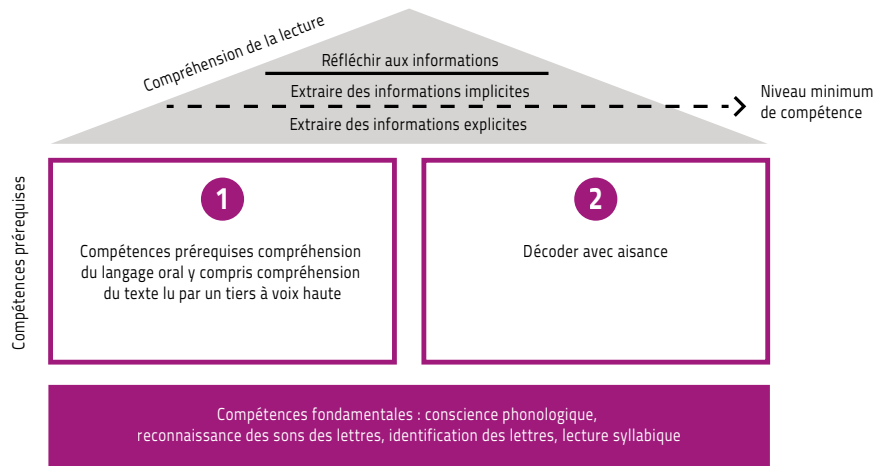 Compréhension de la lecture
Réfléchir aux informations
Extraire des informations implicites
Extraire des informations explicites
Niveau minimum
de compétence
Compétences prérequises
1
Compétences prérequises compréhension
du langage oral y compris compréhension
du texte lu par un tiers à voix haute
2
Décoder avec aisance
Compétences fondamentales : conscience phonologique,
reconnaissance des sons des lettres, identification des lettres, lecture syllabique